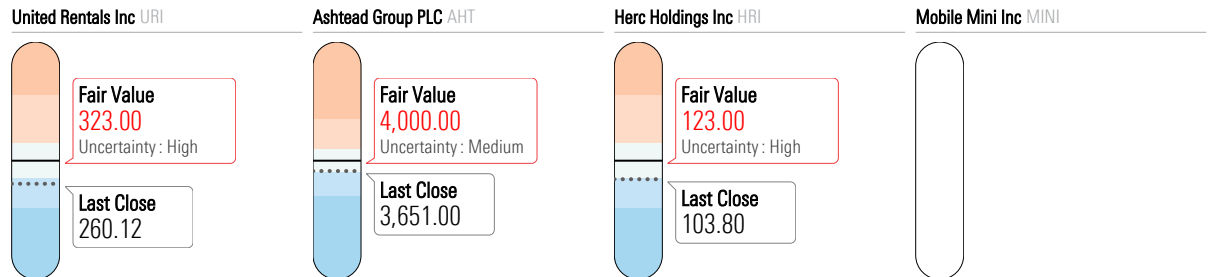 United Rentals Inc URI
Fair Value
323.00
Uncertainty : High
Last Close
260.12
Ashtead Group PLC AHT
Fair Value
4,000.00
Uncertainty : Medium
Last Close
3,651.00
Herc Holdings Inc HRI
Fair Value
123.00
Uncertainty : High
Last Close
103.80
Mobile Mini Inc MINI